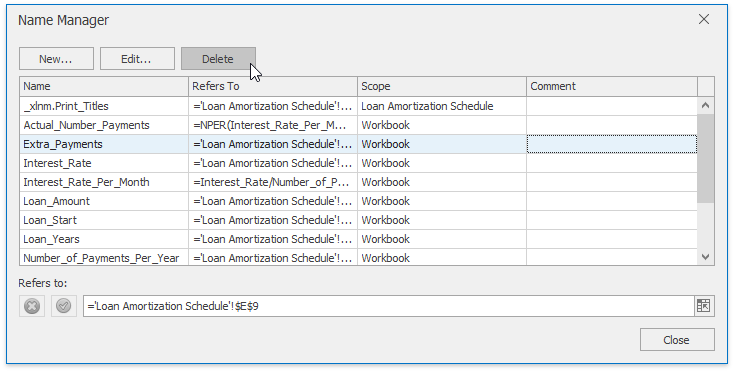 Name Manager
New... Edit... Delete
Name Refers To Scope Comment
_xlnm.Print_Titles ='Loan Amortization Schedule'!... Loan Amortization Schedule
Actual_Number_Payments =NPER(Interest_Rate_Per_M... Workbook
Extra_Payments ='Loan Amortization Schedule'!... Workbook
Interest_Rate ='Loan Amortization Schedule'!... Workbook
Interest_Rate_Per_Month =Interest_Rate/Number_of_P... Workbook
Loan_Amount ='Loan Amortization Schedule'!... Workbook
Loan_Start ='Loan Amortization Schedule'!... Workbook
Loan_Years ='Loan Amortization Schedule'!... Workbook
Number_of_Payments_Per_Year ='Loan Amortization Schedule'!... Workbook
Refers to:
='Loan Amortization Schedule'!$E$9
Close